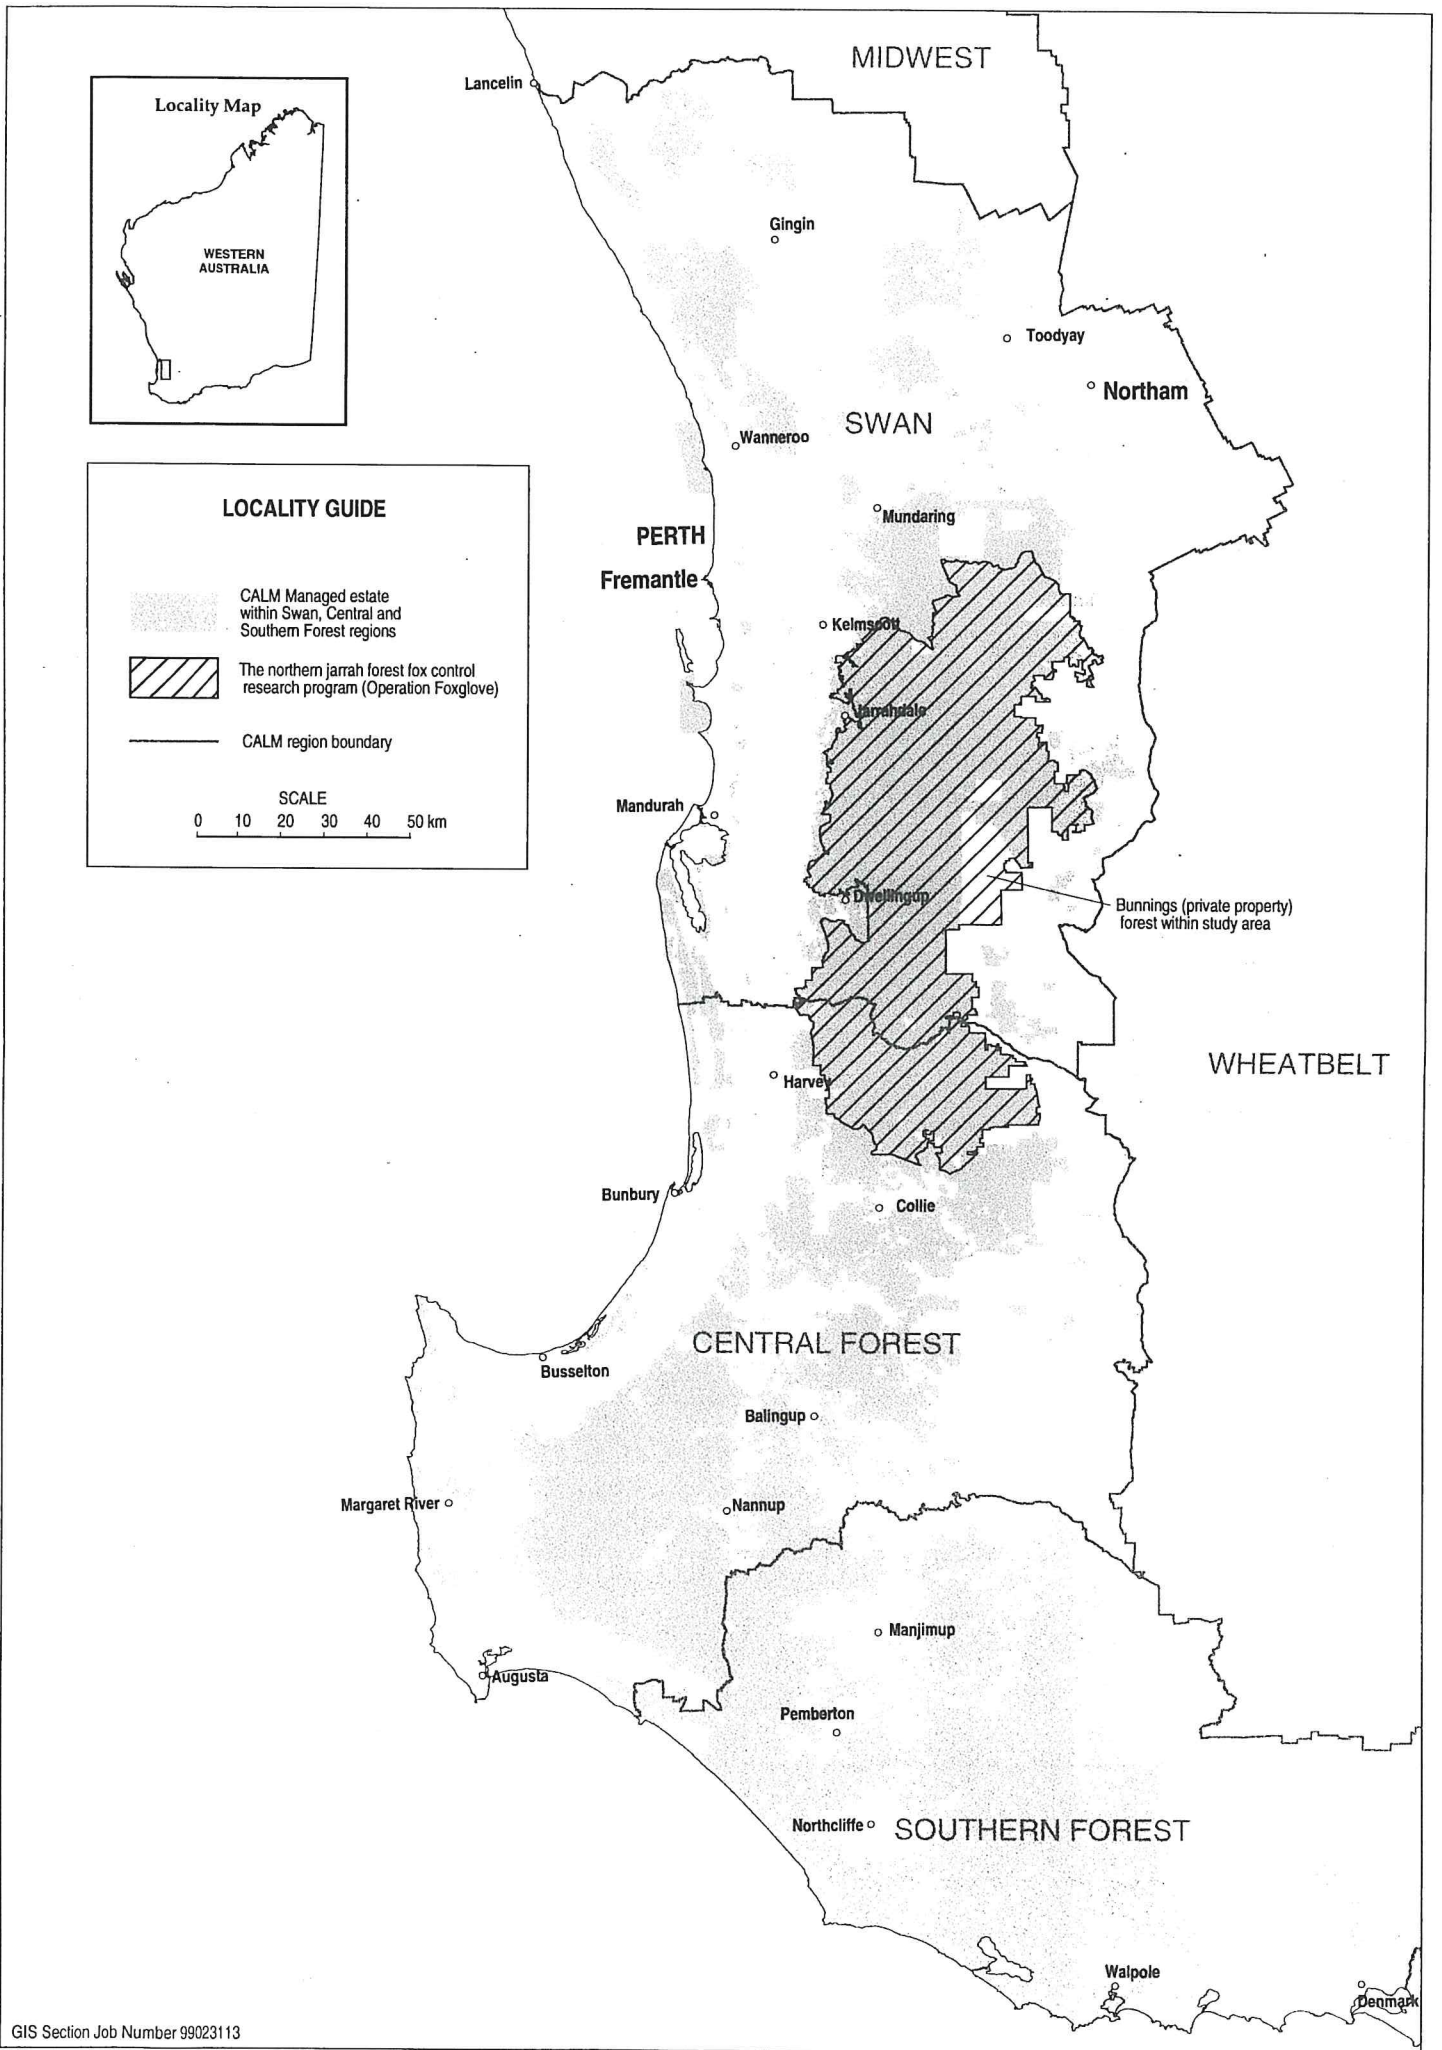 MIDWEST
Lancelin
Locality Map
WESTERN
AUSTRALIA
Gingin
Toodyay
Northam
SWAN
Wanneroo
Mundaring
LOCALITY GUIDE
CALM Managed estate
within Swan, Central and
Southern Forest regions
The northern jarrah forest fox control
research program (Operation Foxglove)
CALM region boundary
SCALE
0 10 20 30 40 50 km
PERTH
Fremantle
Kelmscott
Jarrahdale
Mandurah
Dwellingup
Bunnings (private property)
forest within study area
WHEATBELT
Harvey
Bunbury
Collie
CENTRAL FOREST
Busselton
Balingup
Margaret River
Nannup
Manjimup
Augusta
Pemberton
Northcliffe
SOUTHERN FOREST
Walpole
Denmark
GIS Section Job Number 99023113